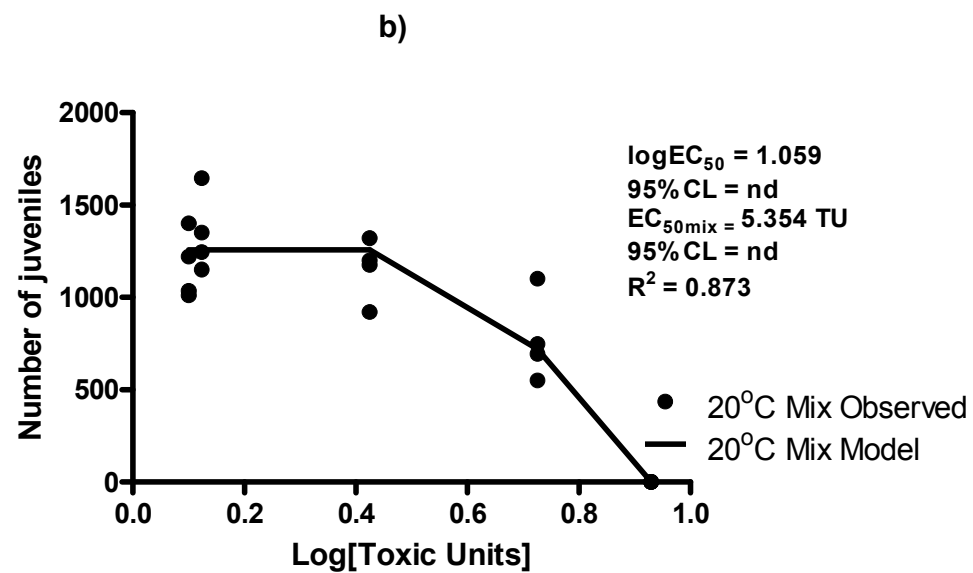 b)
2000
1500
1000
500
0
Number of juveniles
logEC50 = 1.059
95% CL = nd
EC50mix = 5.354 TU
95% CL = nd
R2 = 0.873
20oC Mix Observed
20oC Mix Model
0.0 0.2 0.4 0.6 0.8 1.0
Log[Toxic Units]